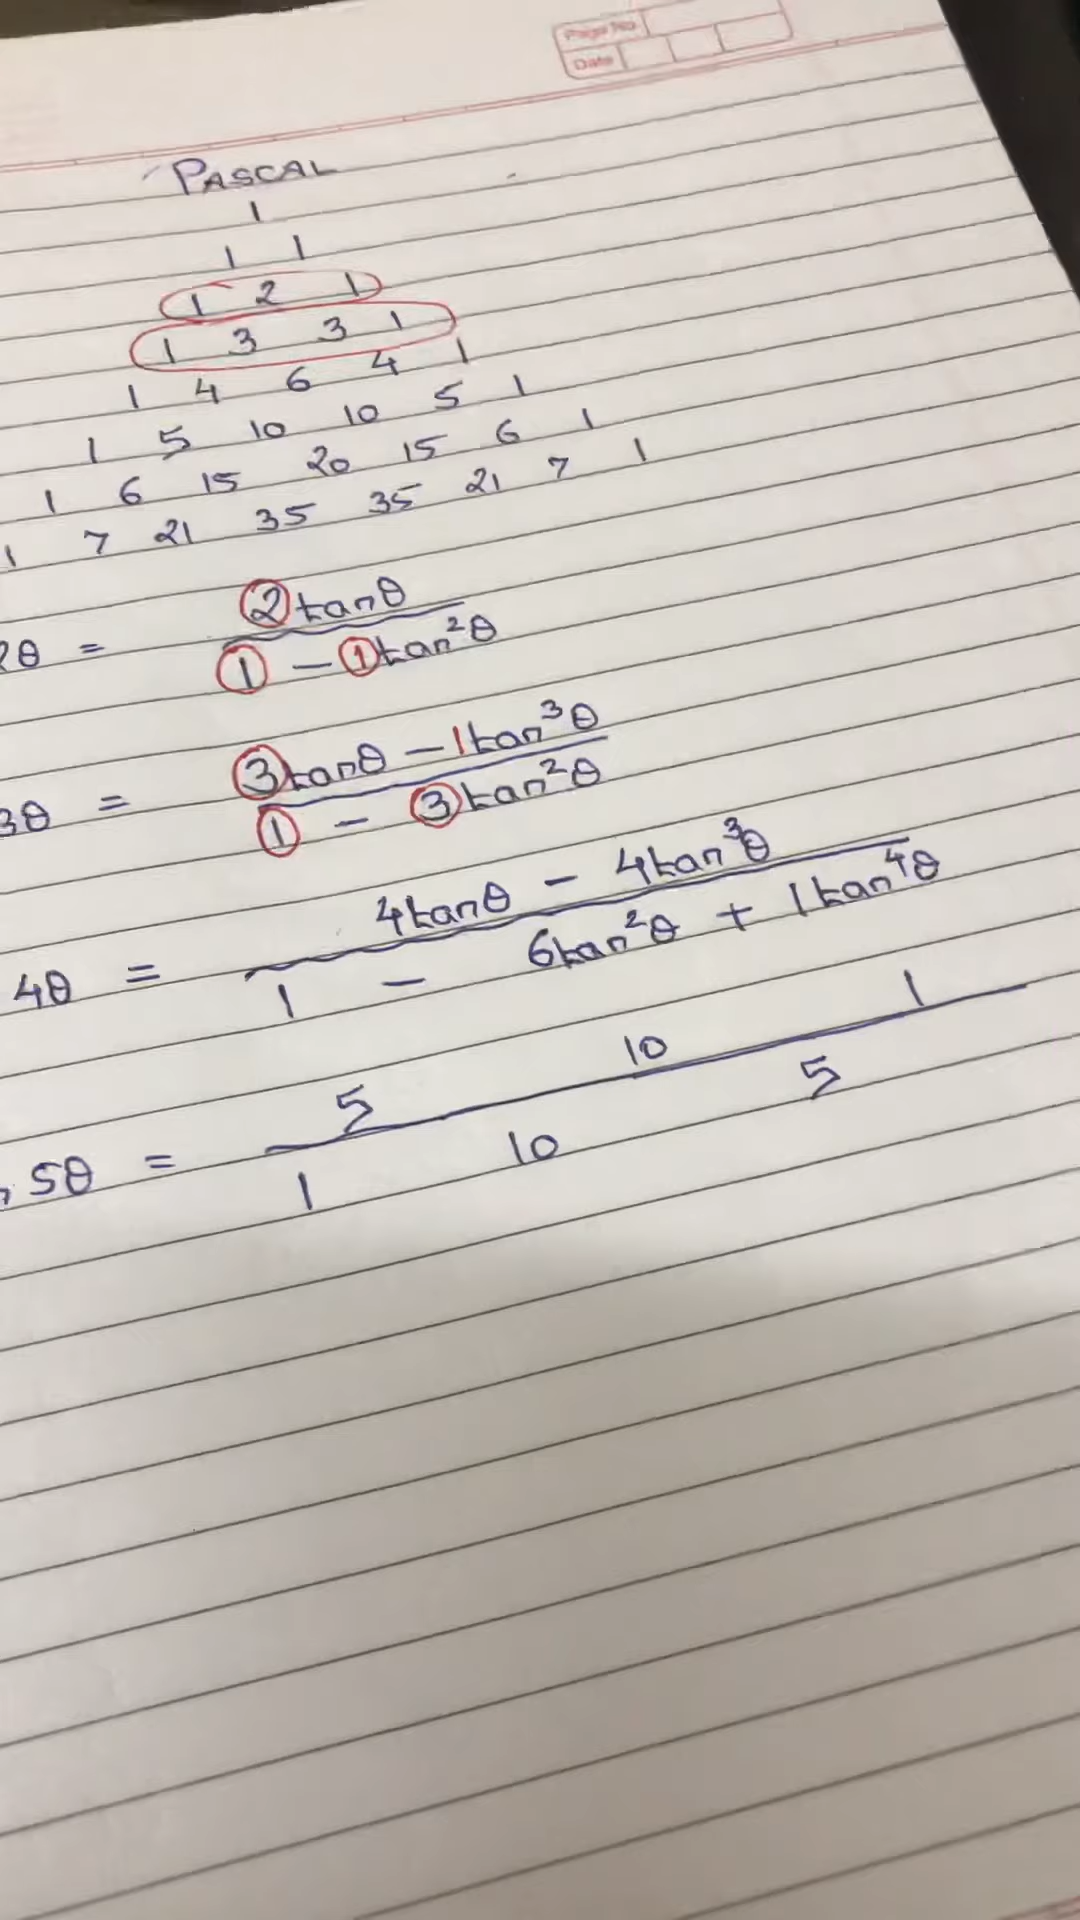 Page No
Date
PASCAL
1
1 1
1 2 1
1 3 3 1
1 4 6 4 1
1 5 10 10 5 1
1 6 15 20 15 6 1
1 7 21 35 35 21 7 1
2tanθ
2θ =
1 - 1tan²θ
3tanθ - 1tan³θ
3θ =
1 - 3tan²θ
4tanθ - 4tan³θ
4θ =
1 - 6tan²θ + 1tan⁴θ
5 10 1
5θ =
1 10 5